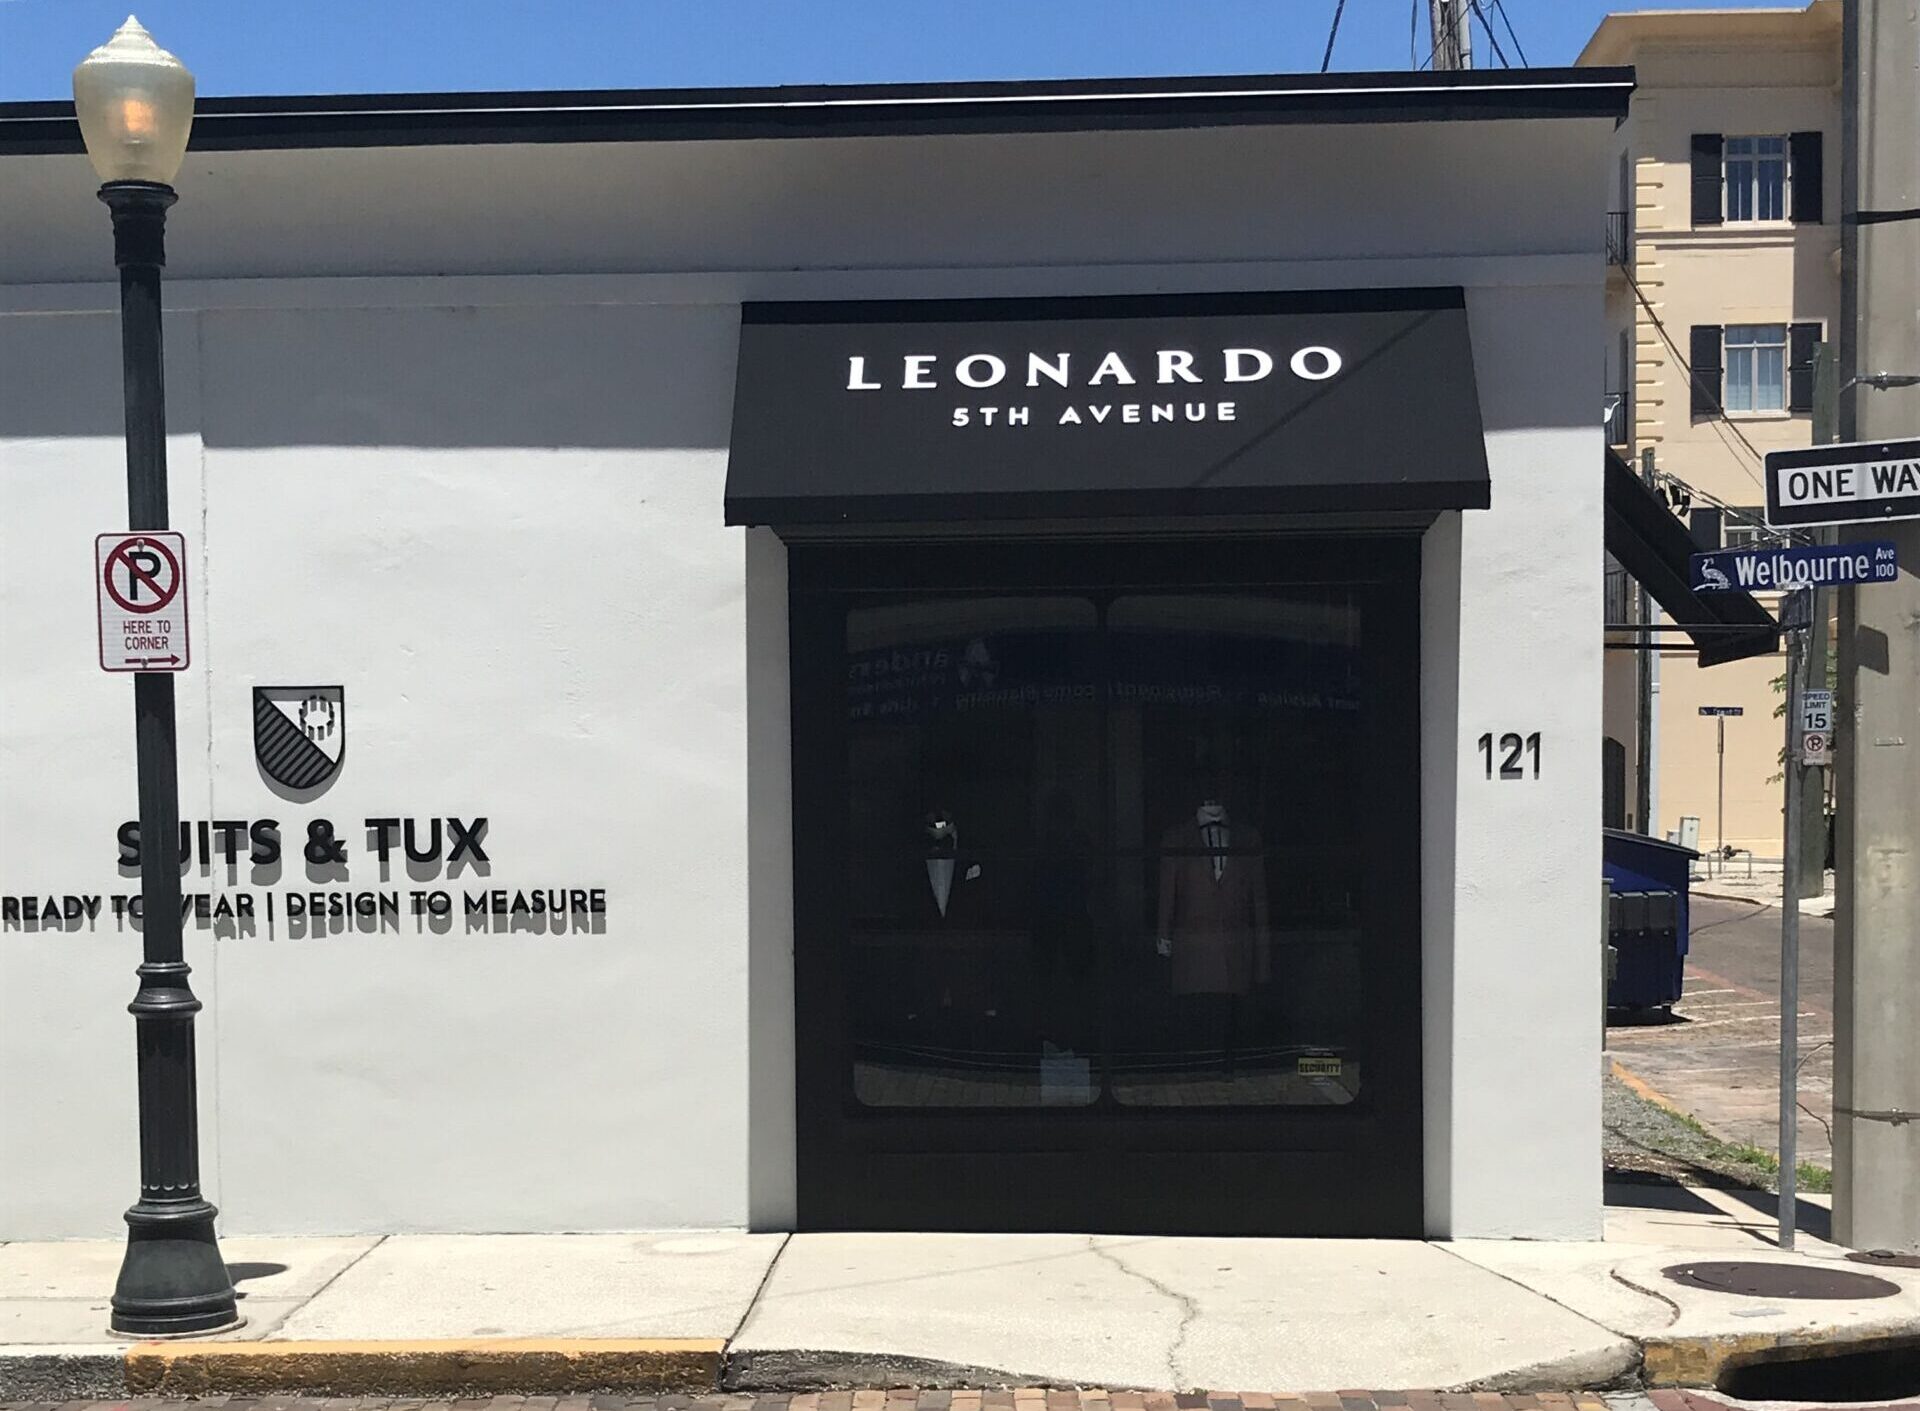 LEONARDO
5TH AVENUE
ONE WAY
Welbourne Ave 100
P
HERE TO
CORNER
SPEED
LIMIT
15
P
121
SUITS & TUX
READY TO WEAR | DESIGN TO MEASURE
SECURITY